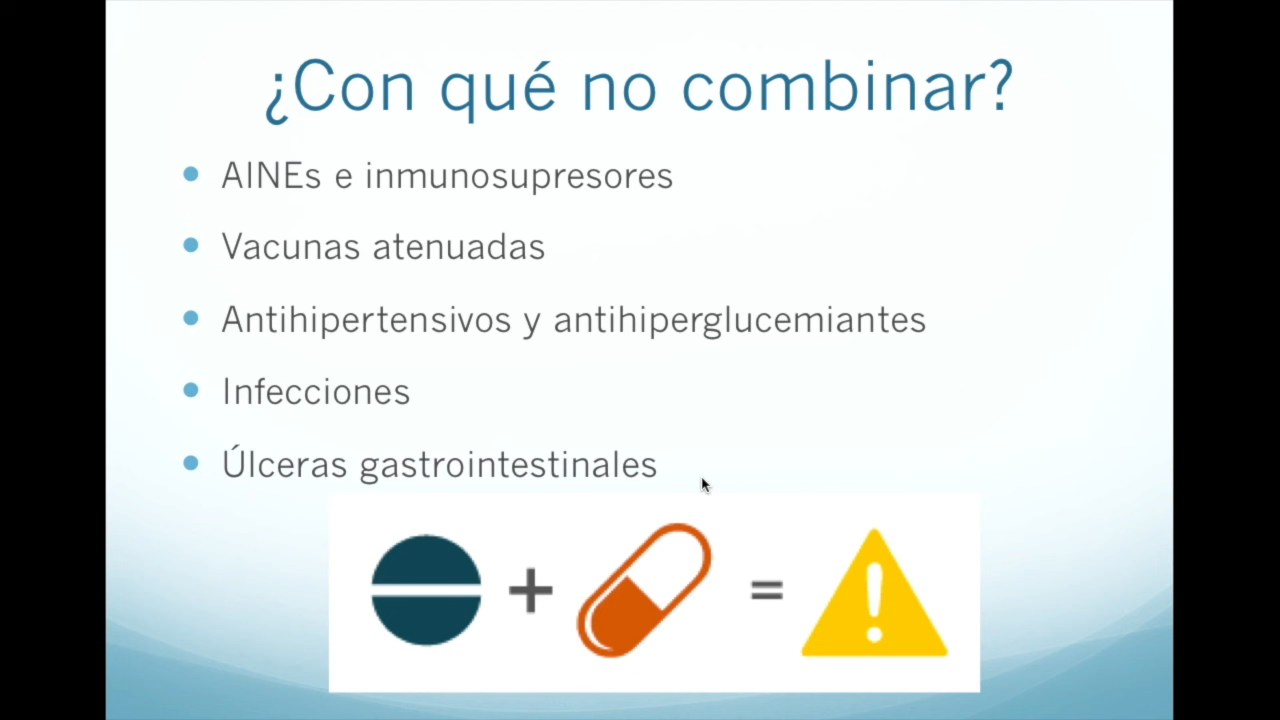 ¿Con qué no combinar?
AINEs e inmunosupresores
Vacunas atenuadas
Antihipertensivos y antihiperglucemiantes
Infecciones
Úlceras gastrointestinales